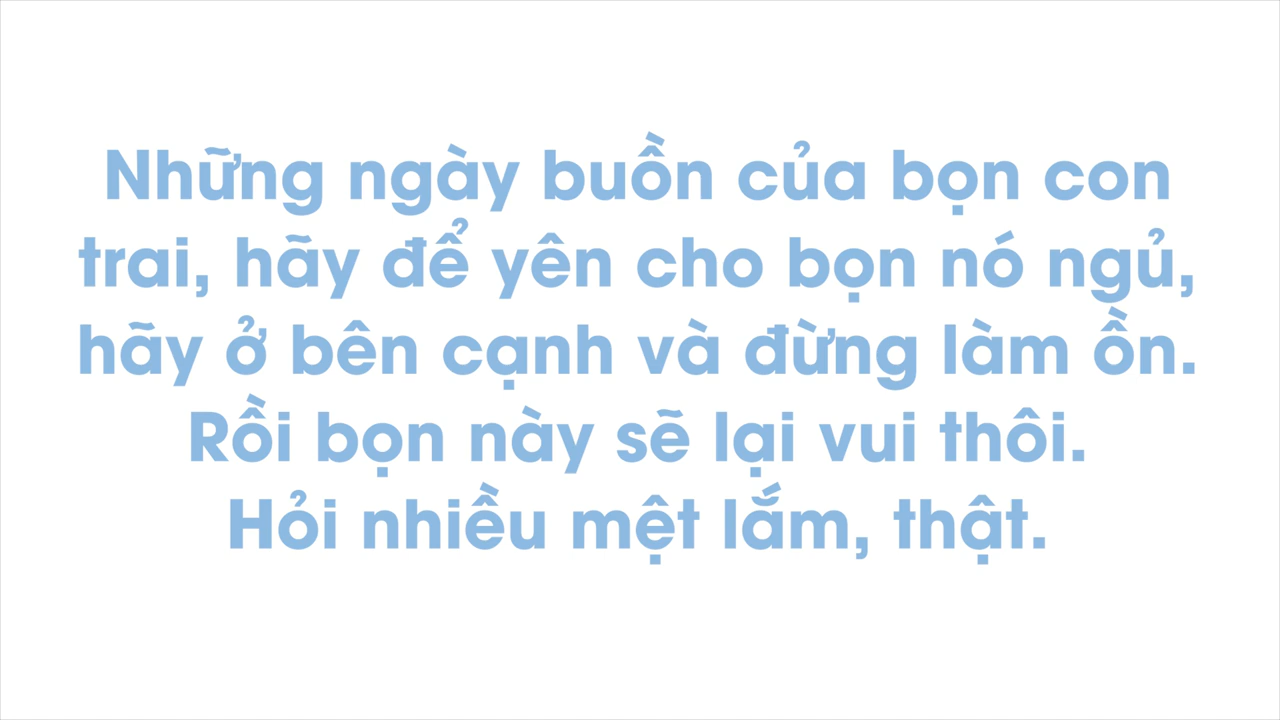 Những ngày buồn của bọn con
trai, hãy để yên cho bọn nó ngủ,
hãy ở bên cạnh và đừng làm ồn.
Rồi bọn này sẽ lại vui thôi.
Hỏi nhiều mệt lắm, thật.